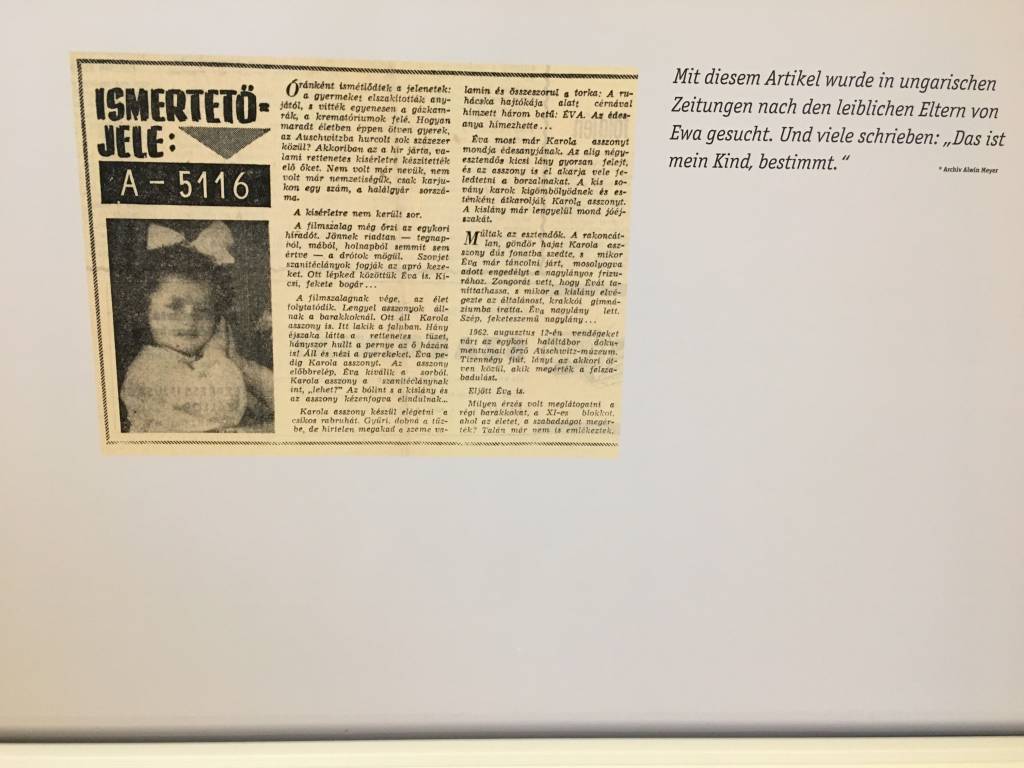 ISMERTETŐ-
JELE:
A - 5116
Óránként ismétlődtek a jelenetek:
a gyermeket elszakították any-
jától, s vitték egyenesen a gázkam-
rák, a krematóriumok felé. Hogyan
maradt életben éppen ötven gyerek,
az Auschwitzba hurcolt sok százezer
közül? Akkoriban az a hír járta, va-
lami rettenetes kísérletre készítették
elő őket. Nem volt már nevük, nem
volt már nemzetiségük, csak karju-
kon egy szám, a halálgyár sorszá-
ma.
A kísérletre nem került sor.
A filmszalag még őrzi az egykori
híradót. Jönnek riadtan — tegnap-
ból, mából, holnapból semmit sem
értve — a drótok mögül. Szovjet
szanitéclányok fogják az apró keze-
ket. Ott lépked közöttük Éva is. Ki-
csi, fekete bogár...
A filmszalagnak vége, az élet
folytatódik. Lengyel asszonyok áll-
nak a barakkoknál. Ott áll Karola
asszony is. Itt lakik a faluban. Hány
éjszaka látta a rettenetes tüzet,
hányszor hullt a pernye az ő házára
is! Áll és nézi a gyerekeket, Éva pe-
dig Karola asszonyt. Az asszony
előbbrelép, Éva kiválik a sorból.
Karola asszony a szanitéclánynak
int, „lehet?” Az bólint s a kislány és
az asszony kézenfogva elindulnak...
Karola asszony készül elégetni a
csíkos rabruhát. Gyűri, dobná a tűz-
be, de hirtelen megakad a szeme va-
lamin és összeszorul a torka: A ru-
hácska hajtókája alatt cérnával
hímzett három betű: ÉVA. Az édes-
anya hímezhette...
Éva most már Karola asszonyt
mondja édesanyjának. Az alig négy-
esztendős kicsi lány gyorsan felejt,
és az asszony is el akarja vele fe-
ledtetni a borzalmakat. A kis so-
vány karok kigömbölyödnek és es-
ténként átkarolják Karola asszonyt.
A kislány már lengyelül mond jóéj-
szakát.
Múltak az esztendők. A rakoncát-
lan, göndör hajat Karola asz-
szony dús fonatba szedte, s mikor
Éva már táncolni járt, mosolyogva
adott engedélyt a nagylányos frizu-
rához. Zongorát vett, hogy Évát ta-
níttathassa, s mikor a kislány elvé-
gezte az általánost, krakkói gimná-
ziumba íratta. Éva nagylány lett.
Szép, feketeszemű nagylány...
1962. augusztus 12-én vendégeket
várt az egykori haláltábor doku-
mentumait őrző Auschwitz-múzeum.
Tizennégy fiút, lányt az akkori öt-
ven közül, akik megérték a felsza-
badulást.
Eljött Éva is.
Milyen érzés volt meglátogatni a
régi barakkokat, a XI-es blokkot,
ahol az életet, a szabadságot megér-
ték? Talán már nem is emlékeztek,
Mit diesem Artikel wurde in ungarischen
Zeitungen nach den leiblichen Eltern von
Ewa gesucht. Und viele schrieben: „Das ist
mein Kind, bestimmt.“
* Archiv Alwin Meyer